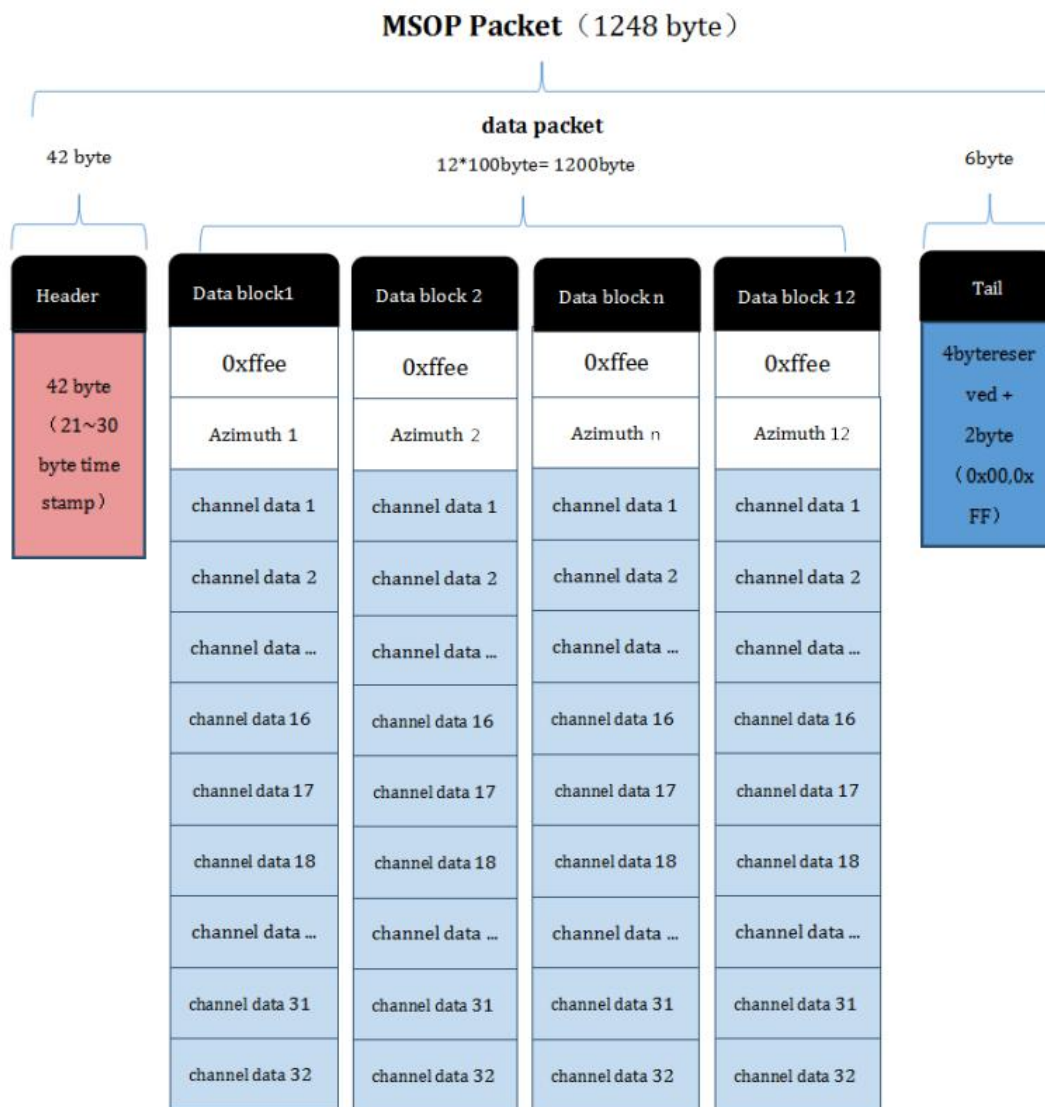 MSOP Packet（1248 byte）
data packet
42 byte
12*100byte= 1200byte
6byte
Header
42 byte
（21~30
byte time
stamp）
Data block1
0xffee
Azimuth 1
channel data 1
channel data 2
channel data ...
channel data 16
channel data 17
channel data 18
channel data ...
channel data 31
channel data 32
Data block 2
0xffee
Azimuth 2
channel data 1
channel data 2
channel data ...
channel data 16
channel data 17
channel data 18
channel data ...
channel data 31
channel data 32
Data block n
0xffee
Azimuth n
channel data 1
channel data 2
channel data ...
channel data 16
channel data 17
channel data 18
channel data ...
channel data 31
channel data 32
Data block 12
0xffee
Azimuth 12
channel data 1
channel data 2
channel data ...
channel data 16
channel data 17
channel data 18
channel data ...
channel data 31
channel data 32
Tail
4bytereser
ved +
2byte
（0x00,0x
FF）